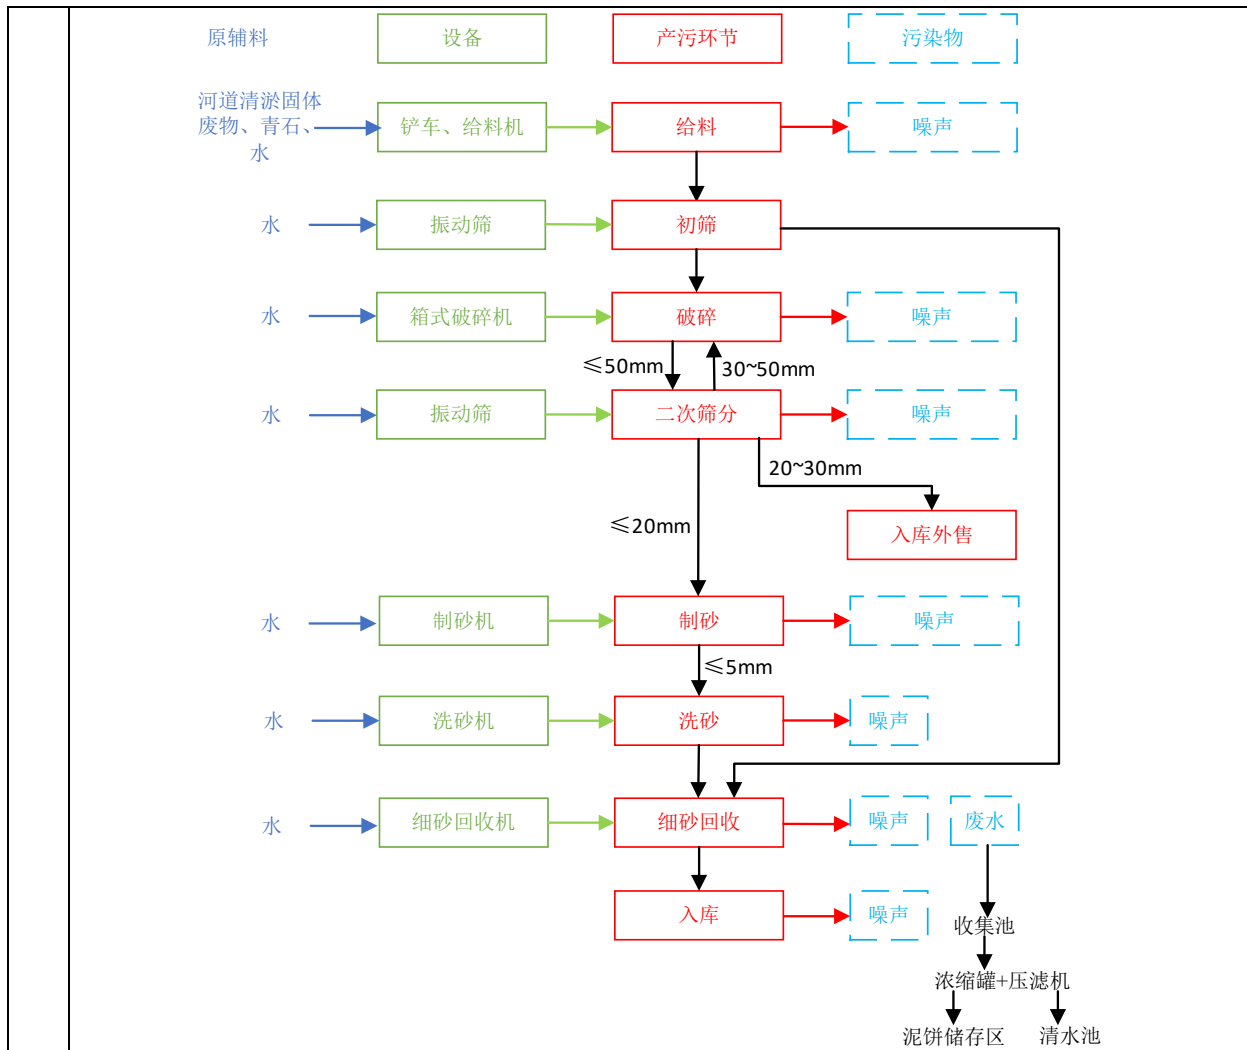 原辅料
设备
产污环节
污染物
河道清淤固体
废物、青石、
水
铲车、给料机
给料
噪声
水
振动筛
初筛
水
箱式破碎机
破碎
噪声
≤50mm
30~50mm
水
振动筛
二次筛分
噪声
20~30mm
≤20mm
入库外售
水
制砂机
制砂
噪声
≤5mm
水
洗砂机
洗砂
噪声
水
细砂回收机
细砂回收
噪声
废水
入库
噪声
收集池
浓缩罐+压滤机
泥饼储存区
清水池